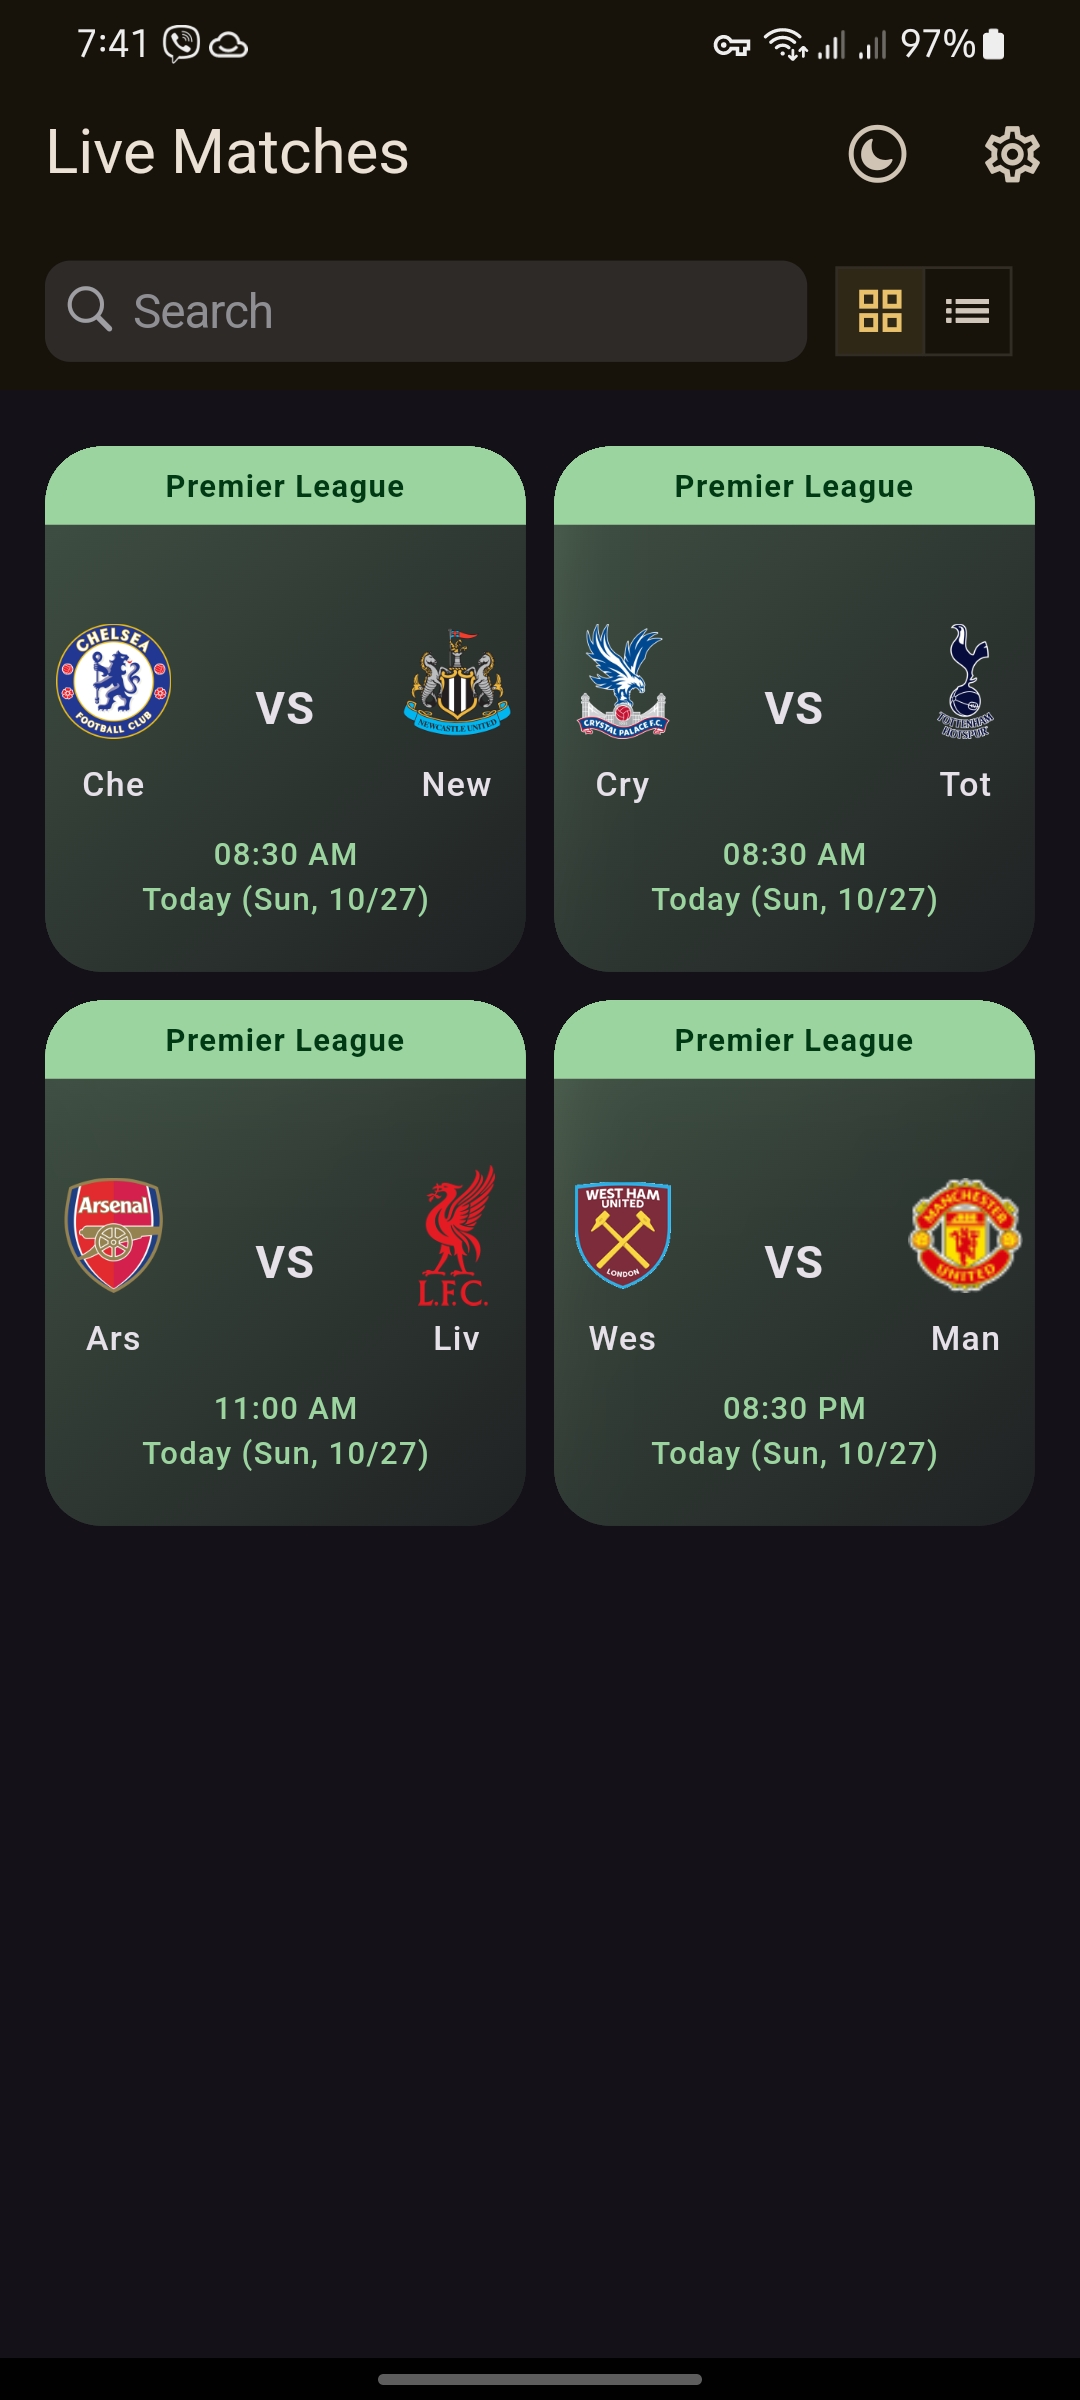 7:41
97%
Live Matches
Search
Premier League
CHELSEA
FOOTBALL CLUB
NEWCASTLE UNITED
VS
Che
New
08:30 AM
Today (Sun, 10/27)
Premier League
CRYSTAL PALACE F.C.
TOTTENHAM
HOTSPUR
VS
Cry
Tot
08:30 AM
Today (Sun, 10/27)
Premier League
Arsenal
L.F.C.
VS
Ars
Liv
11:00 AM
Today (Sun, 10/27)
Premier League
WEST HAM
UNITED
LONDON
MANCHESTER
UNITED
VS
Wes
Man
08:30 PM
Today (Sun, 10/27)